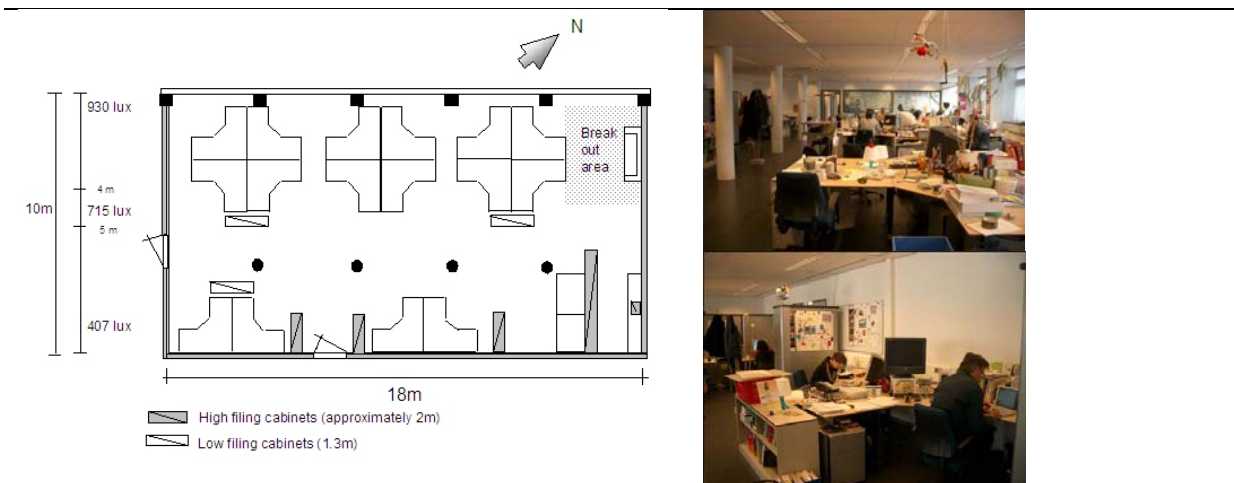 N
930 lux
Break
out
area
4 m
10m
715 lux
5 m
407 lux
18m
High filing cabinets (approximately 2m)
Low filing cabinets (1.3m)